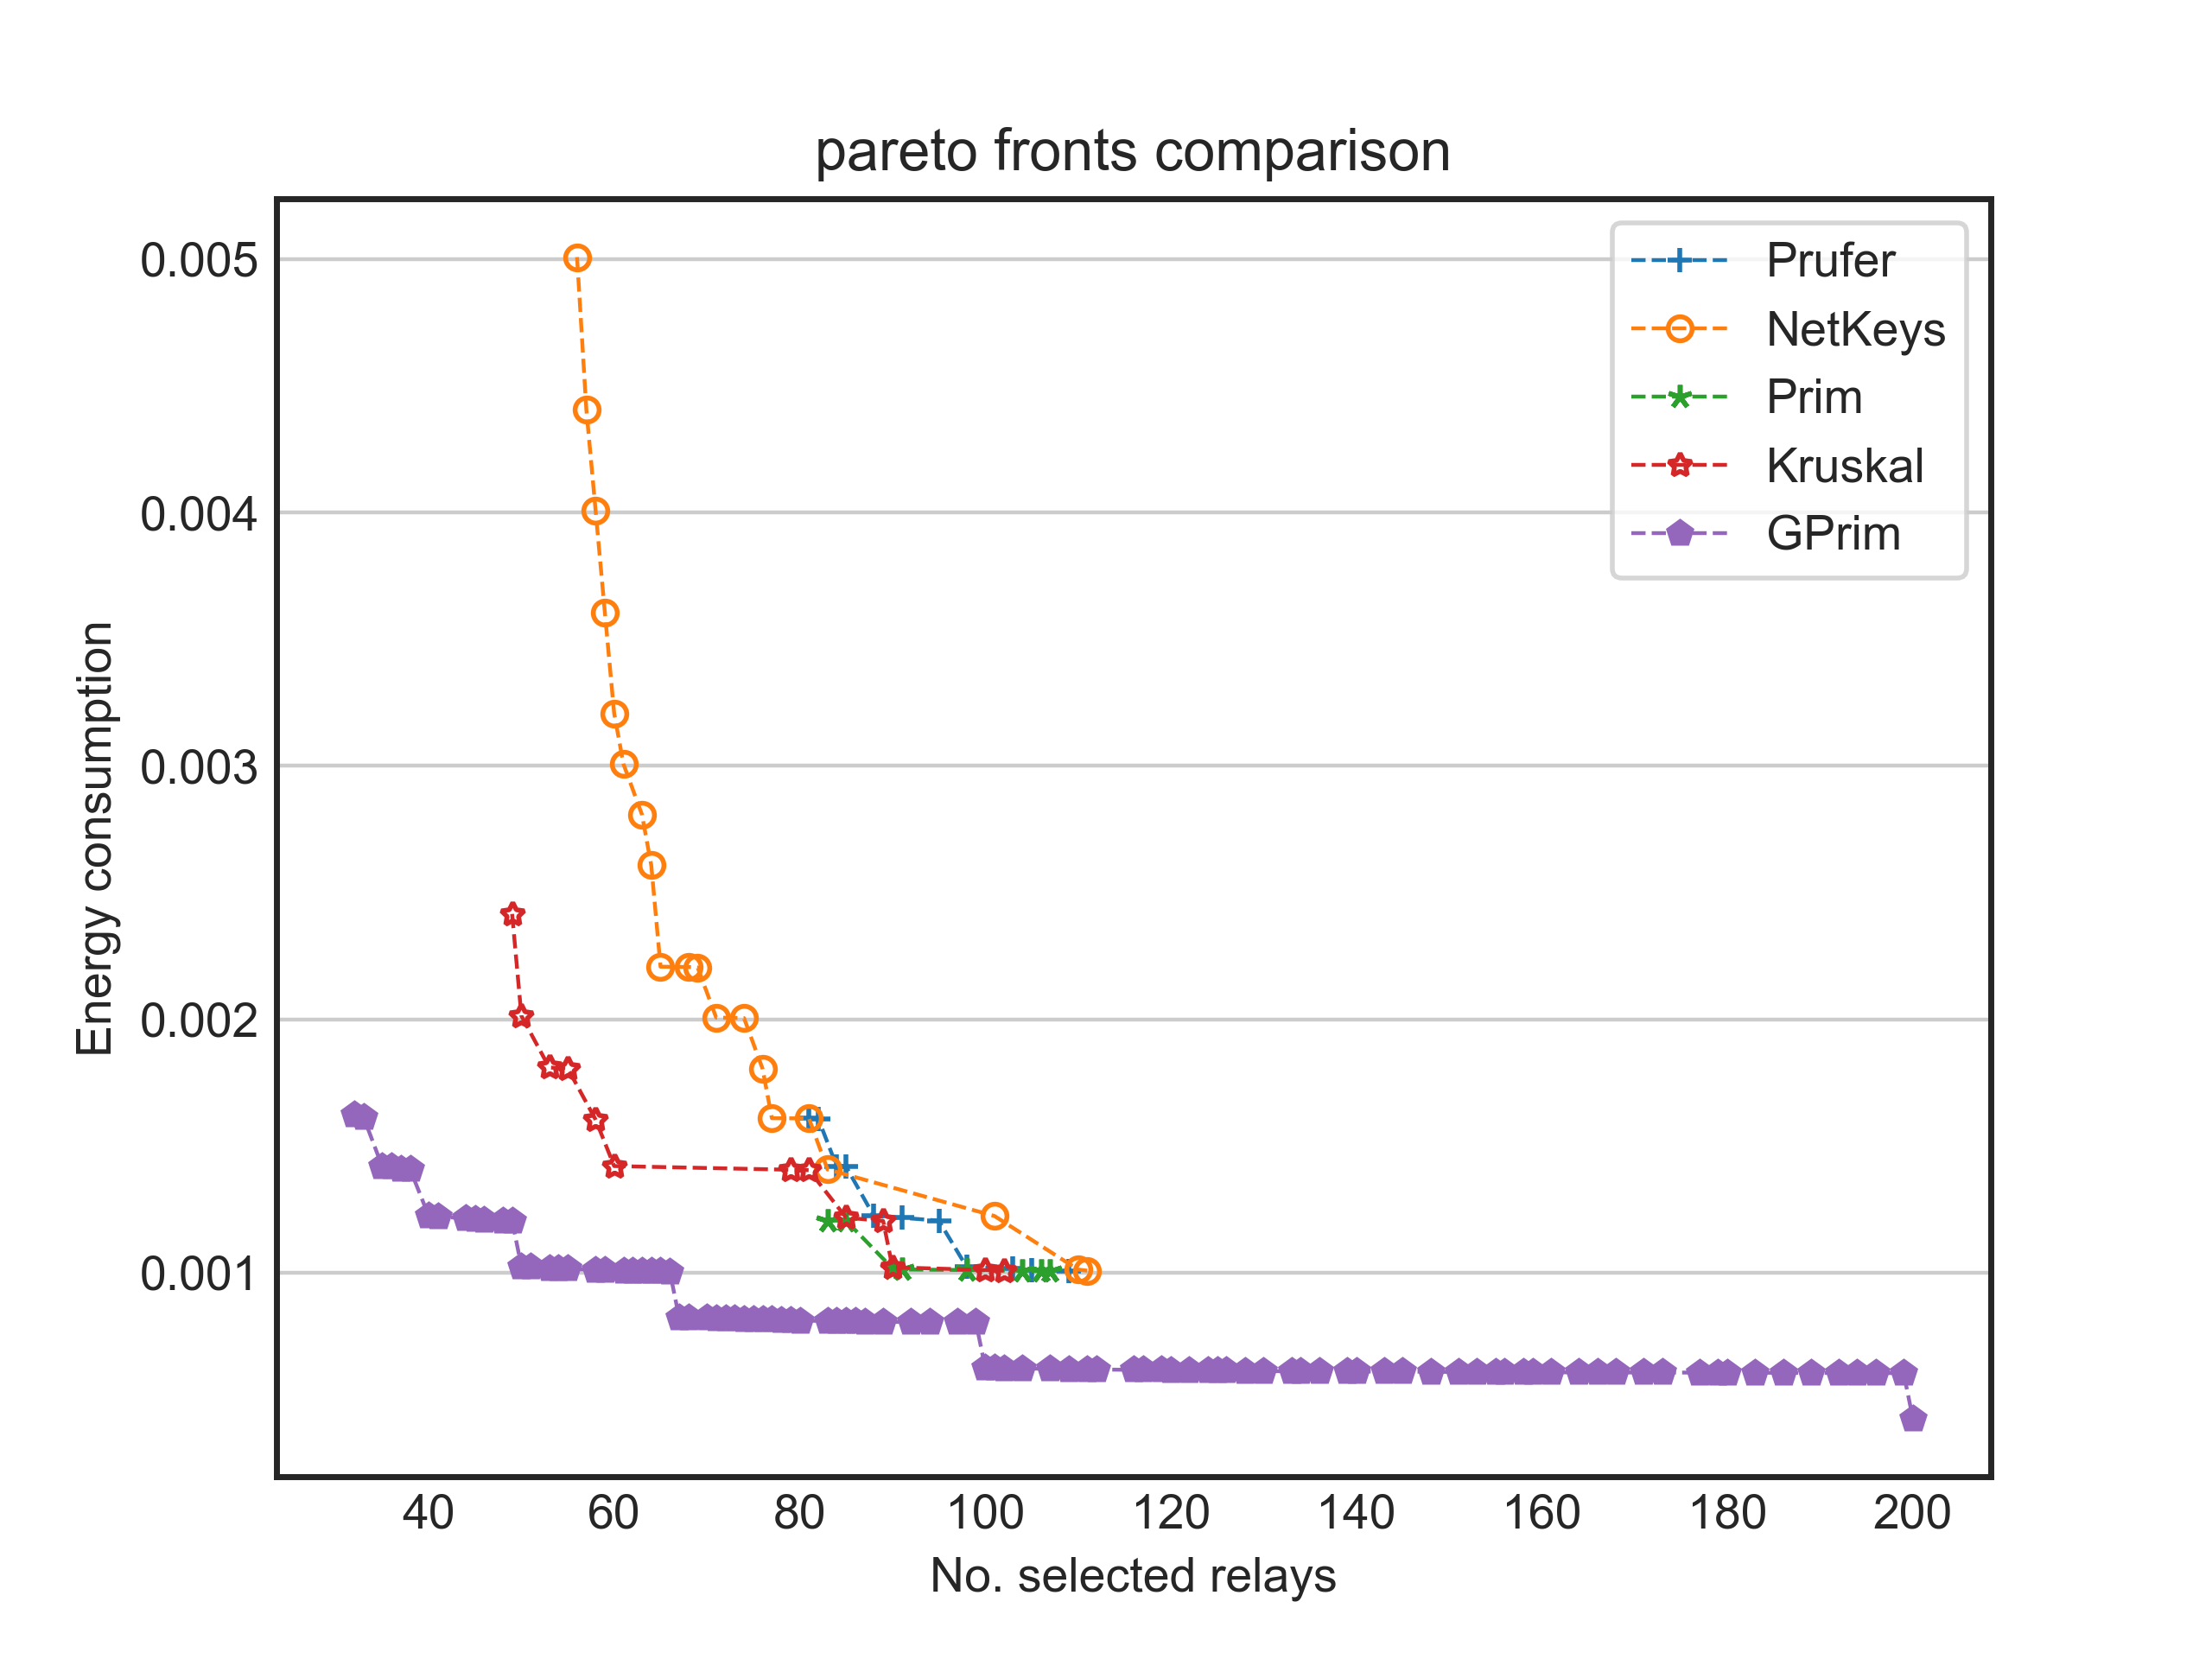 pareto fronts comparison
Energy consumption
0.005
0.004
0.003
0.002
0.001
Prufer
NetKeys
Prim
Kruskal
GPrim
40 60 80 100 120 140 160 180 200
No. selected relays